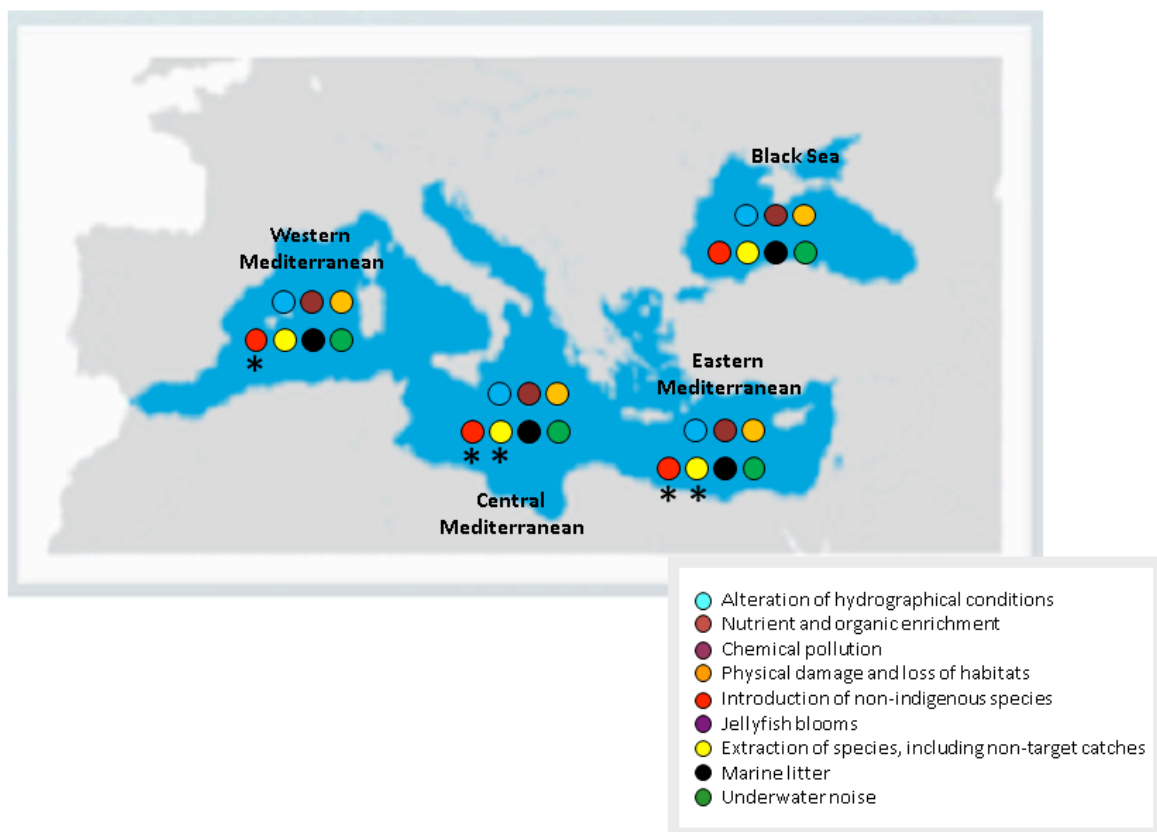 Black Sea
Western
Mediterranean
*
Eastern
Mediterranean
* *
* *
Central
Mediterranean
Alteration of hydrographical conditions
Nutrient and organic enrichment
Chemical pollution
Physical damage and loss of habitats
Introduction of non-indigenous species
Jellyfish blooms
Extraction of species, including non-target catches
Marine litter
Underwater noise